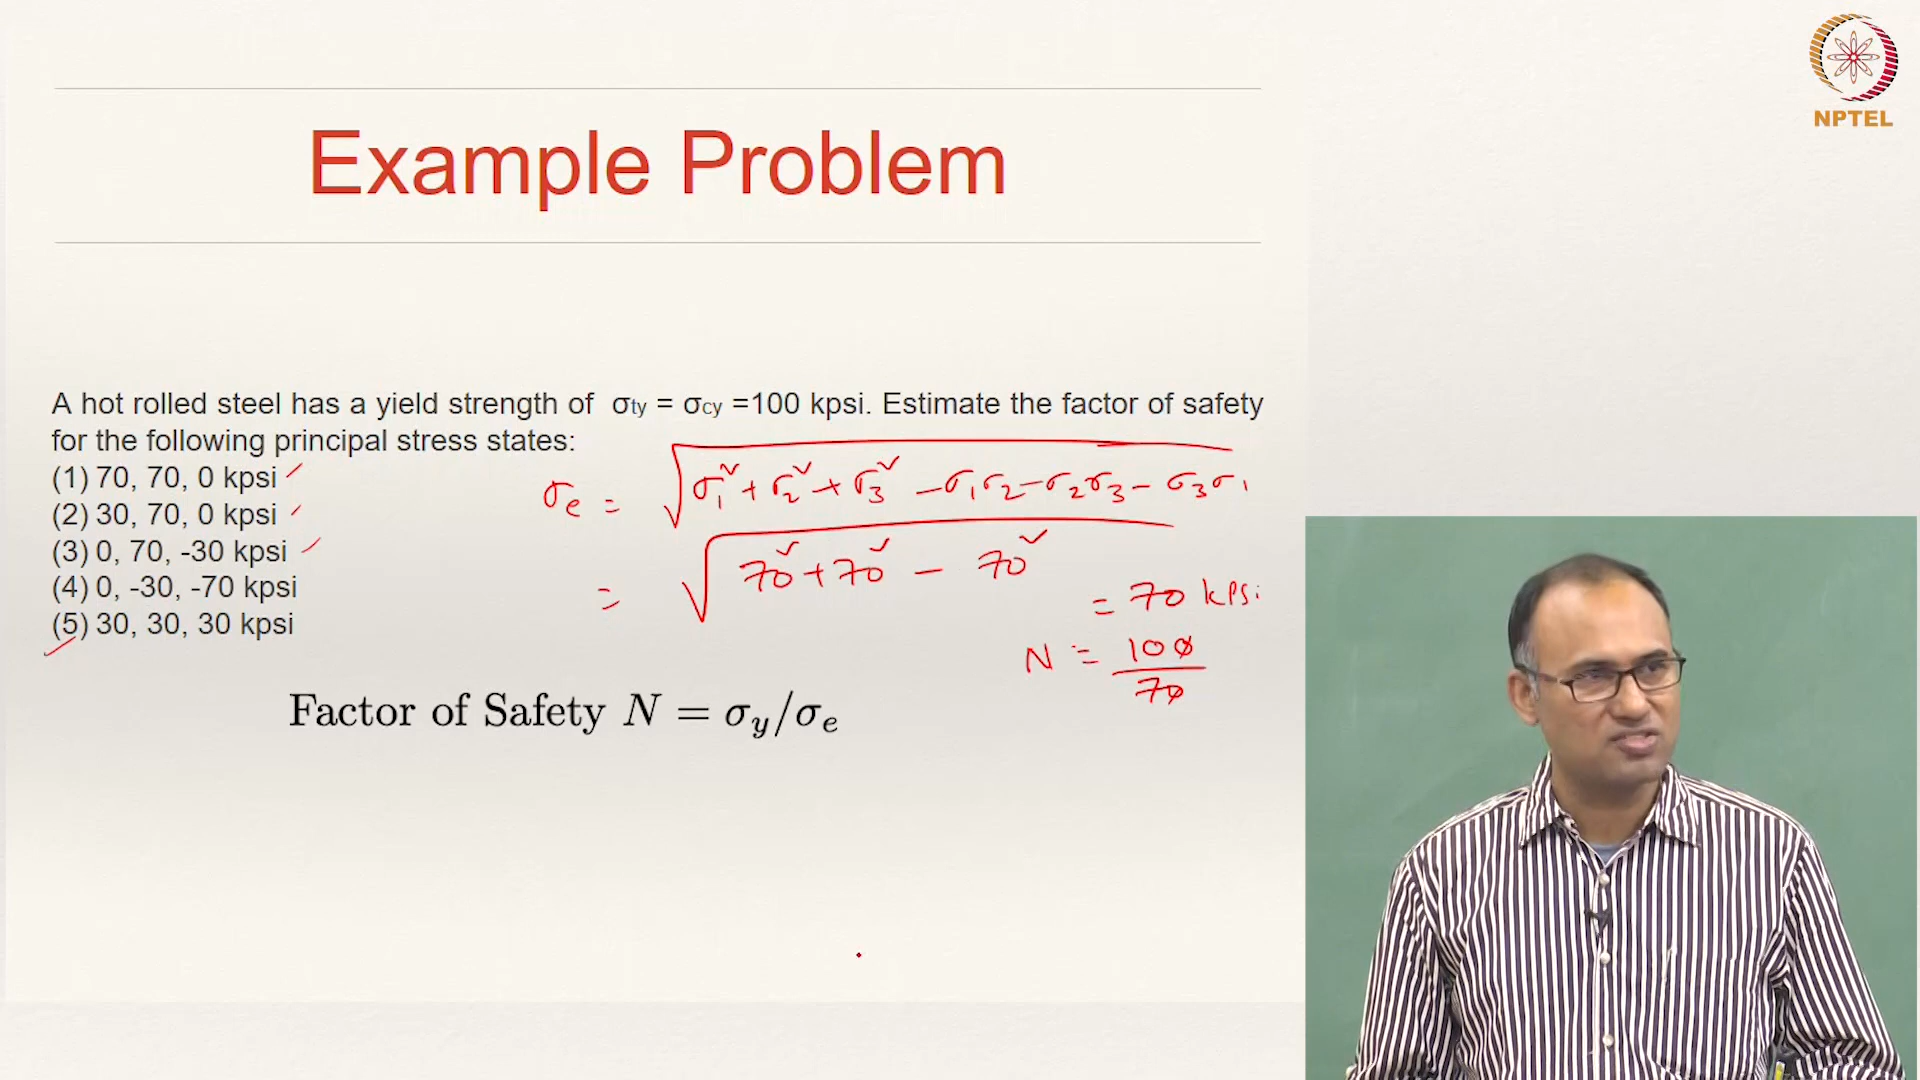 NPTEL
Example Problem
A hot rolled steel has a yield strength of σty = σcy =100 kpsi. Estimate the factor of safety
for the following principal stress states:
(1) 70, 70, 0 kpsi
(2) 30, 70, 0 kpsi
(3) 0, 70, -30 kpsi
(4) 0, -30, -70 kpsi
(5) 30, 30, 30 kpsi
σe = √(σ1² + σ2² + σ3² - σ1σ2 - σ2σ3 - σ3σ1)
= √(70² + 70² - 70²)
= 70 kpsi
N = 100/70
Factor of Safety N = σy/σe